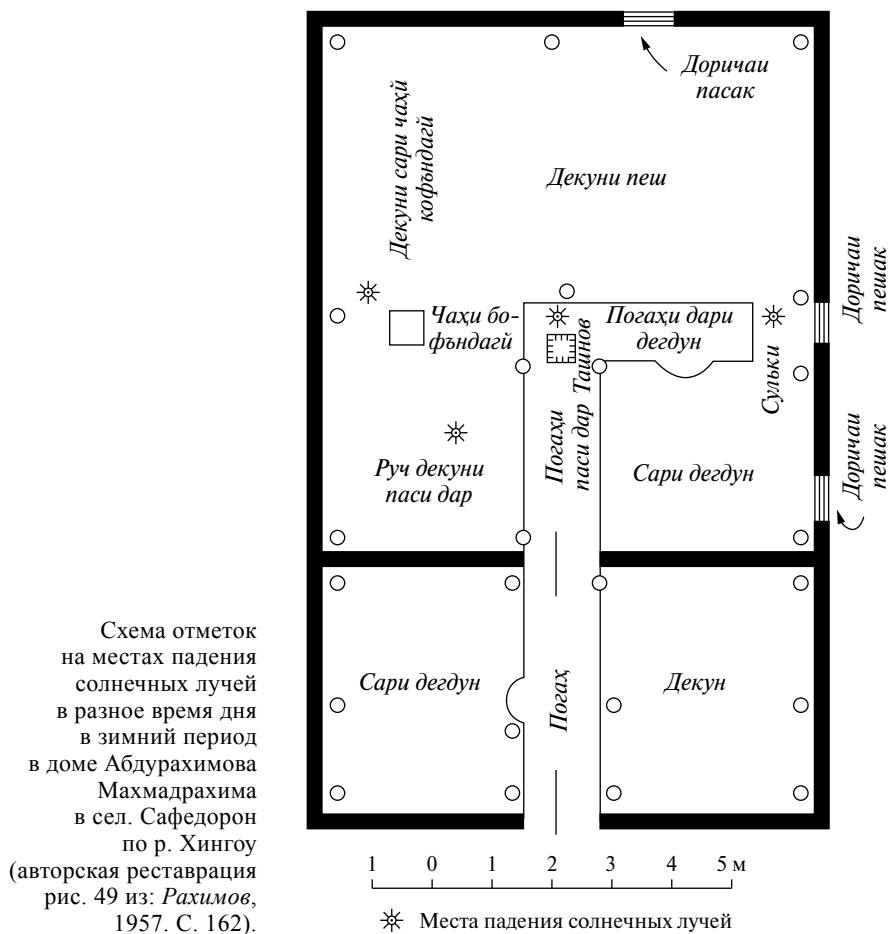 Доричаи
пасак
Декуни сари чаҳӣ
кофъндагӣ
Декуни пеш
Доричаи
пешак
Чаҳи бо-
фъндагӣ
Ташнов
Погаҳи дари
дегдун
Сульки
Руч декуни
паси дар
Погаҳи
паси дар
Сари дегдун
Доричаи
пешак
Сари дегдун
Погаҳ
Декун
Схема отметок
на местах падения
солнечных лучей
в разное время дня
в зимний период
в доме Абдурахимова
Махмадрахима
в сел. Сафедорон
по р. Хингоу
(авторская реставрация
рис. 49 из: Рахимов,
1957. С. 162).
1 0 1 2 3 4 5 м
Места падения солнечных лучей